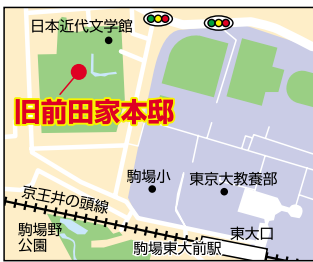 日本近代文学館
旧前田家本邸
駒場小
東京大教養部
京王井の頭線
東大口
駒場野
公園
駒場東大前駅